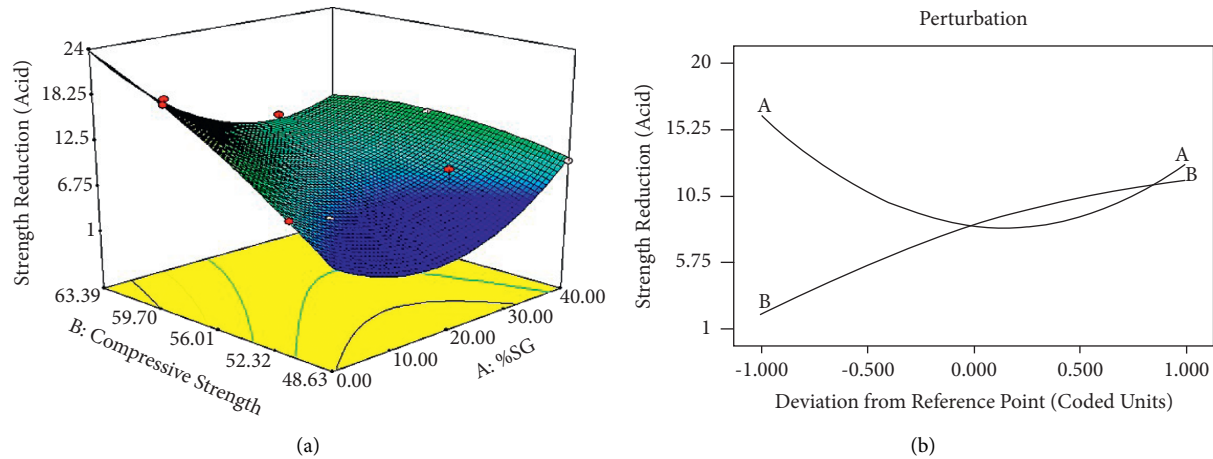 24
18.25
12.5
6.75
1
Strength Reduction (Acid)
63.39
59.70
56.01
52.32
48.63
B: Compressive Strength
0.00
10.00
20.00
30.00
40.00
A: %SG
(a)
Perturbation
20
15.25
10.5
5.75
1
Strength Reduction (Acid)
A
A
B
B
-1.000 -0.500 0.000 0.500 1.000
Deviation from Reference Point (Coded Units)
(b)